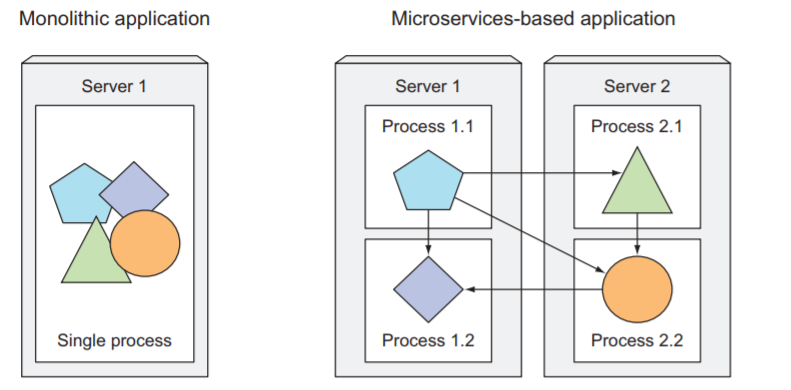 Monolithic application
Server 1
Single process
Microservices-based application
Server 1
Process 1.1
Process 1.2
Server 2
Process 2.1
Process 2.2